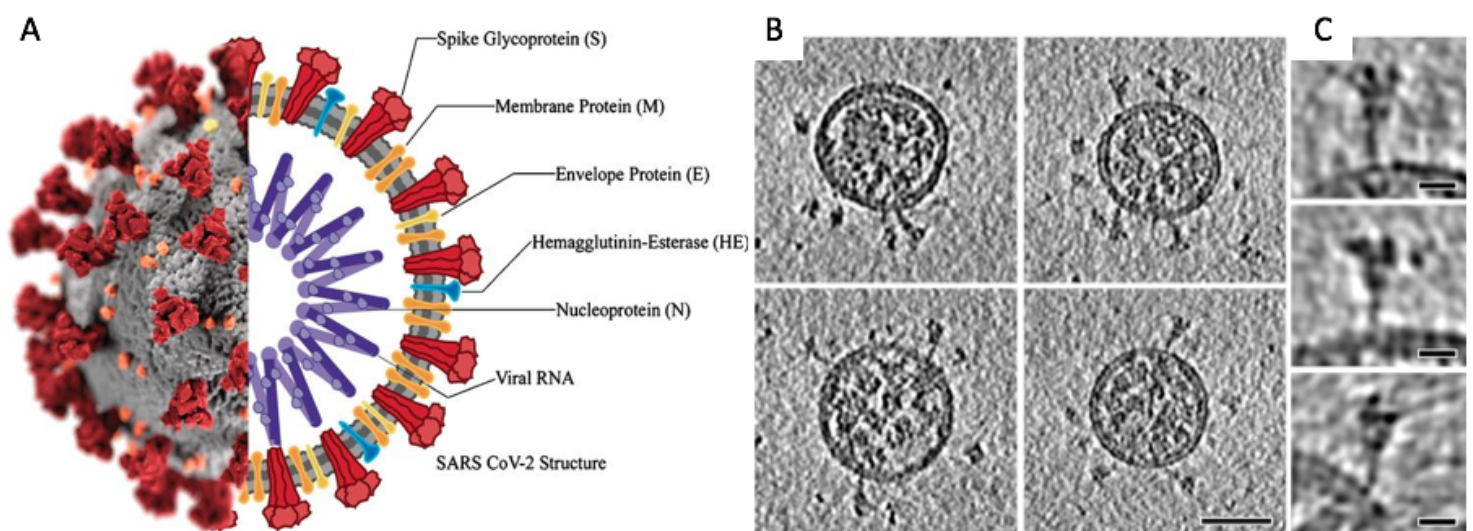 A
Spike Glycoprotein (S)
Membrane Protein (M)
Envelope Protein (E)
Hemagglutinin-Esterase (HE)
Nucleoprotein (N)
Viral RNA
SARS CoV-2 Structure
B
C